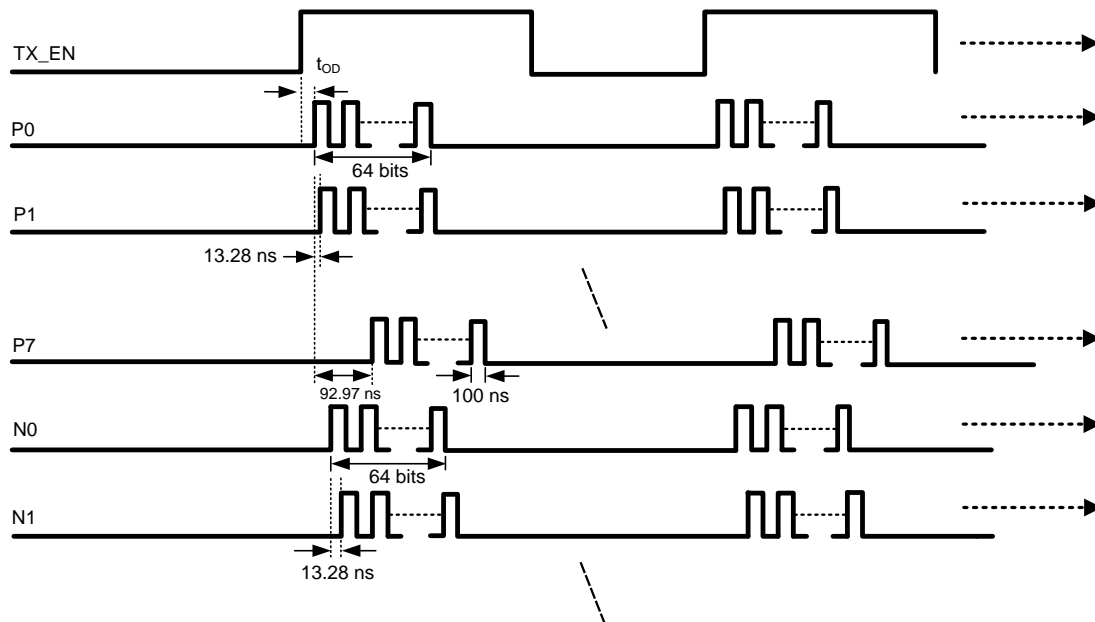 TX_EN
tOD
P0
64 bits
P1
13.28 ns
P7
92.97 ns
100 ns
N0
64 bits
N1
13.28 ns